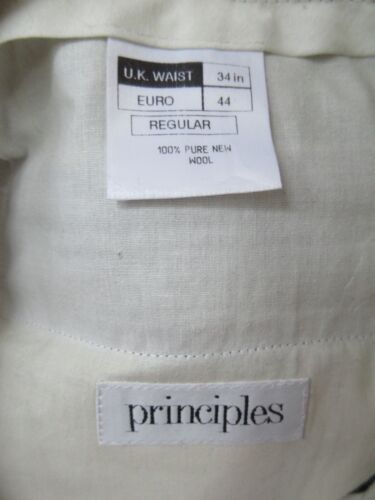 U.K. WAIST 34 in
EURO 44
REGULAR
100% PURE NEW
WOOL
principles